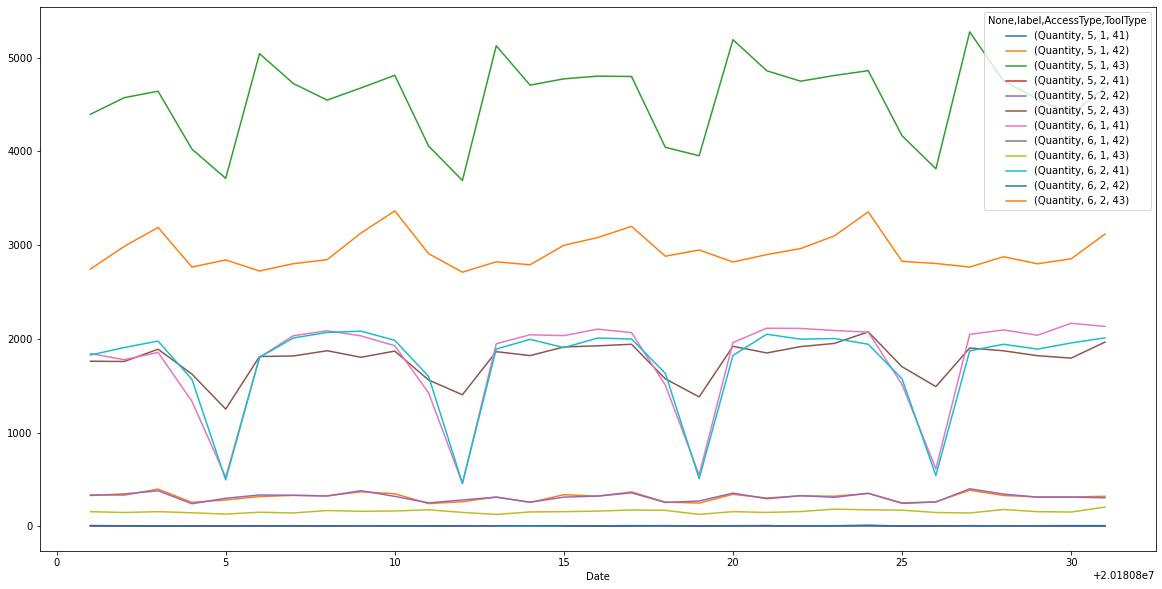 None,label,AccessType,ToolType
(Quantity, 5, 1, 41)
(Quantity, 5, 1, 42)
(Quantity, 5, 1, 43)
(Quantity, 5, 2, 41)
(Quantity, 5, 2, 42)
(Quantity, 5, 2, 43)
(Quantity, 6, 1, 41)
(Quantity, 6, 1, 42)
(Quantity, 6, 1, 43)
(Quantity, 6, 2, 41)
(Quantity, 6, 2, 42)
(Quantity, 6, 2, 43)
5000
4000
3000
2000
1000
0
0 5 10 15 20 25 30
Date
+2.01808e7